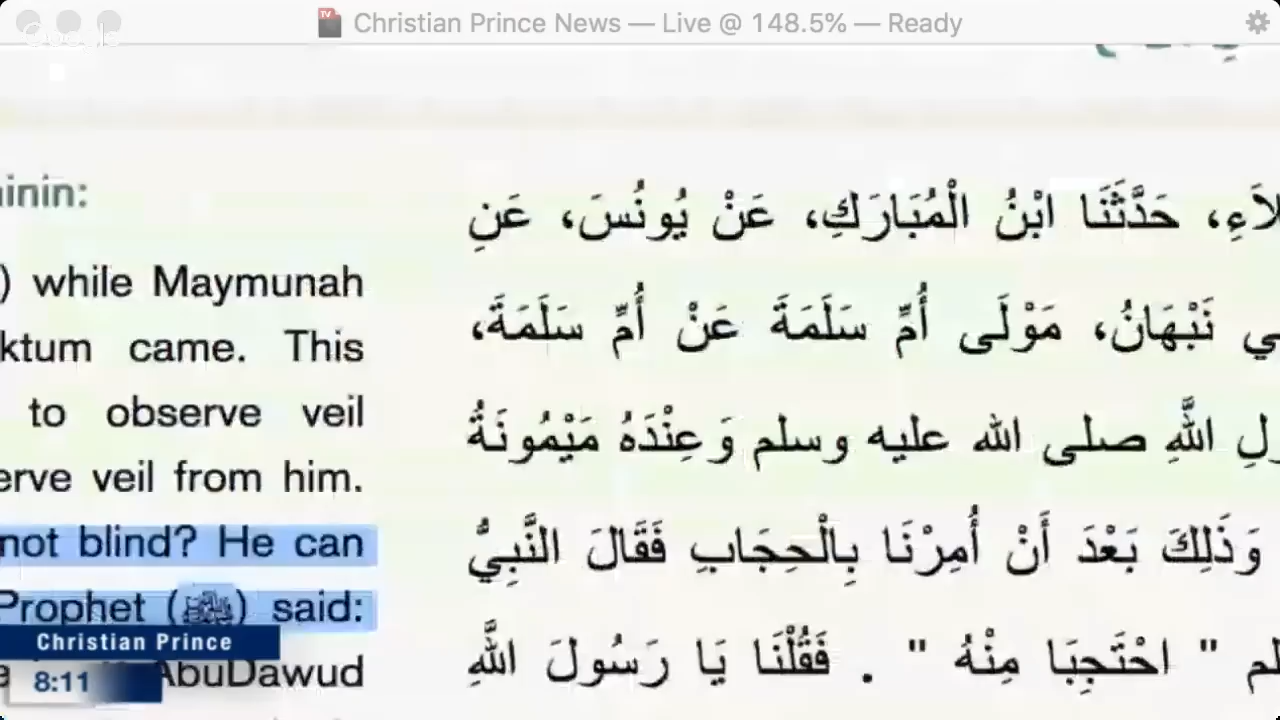 Christian Prince News — Live @ 148.5% — Ready
Google
inin:
) while Maymunah
ktum came. This
to observe veil
erve veil from him.
not blind? He can
Prophet (ﷺ) said:
AbuDawud
لاَءِ، حَدَّثَنَا ابْنُ الْمُبَارَكِ، عَنْ يُونُسَ، عَنِ
ي نَبْهَانُ، مَوْلَى أُمِّ سَلَمَةَ عَنْ أُمِّ سَلَمَةَ،
ولِ اللَّهِ صلى الله عليه وسلم وَعِنْدَهُ مَيْمُونَةُ
وَذَلِكَ بَعْدَ أَنْ أُمِرْنَا بِالْحِجَابِ فَقَالَ النَّبِيُّ
لم " احْتَجِبَا مِنْهُ " . فَقُلْنَا يَا رَسُولَ اللَّهِ
Christian Prince
8:11